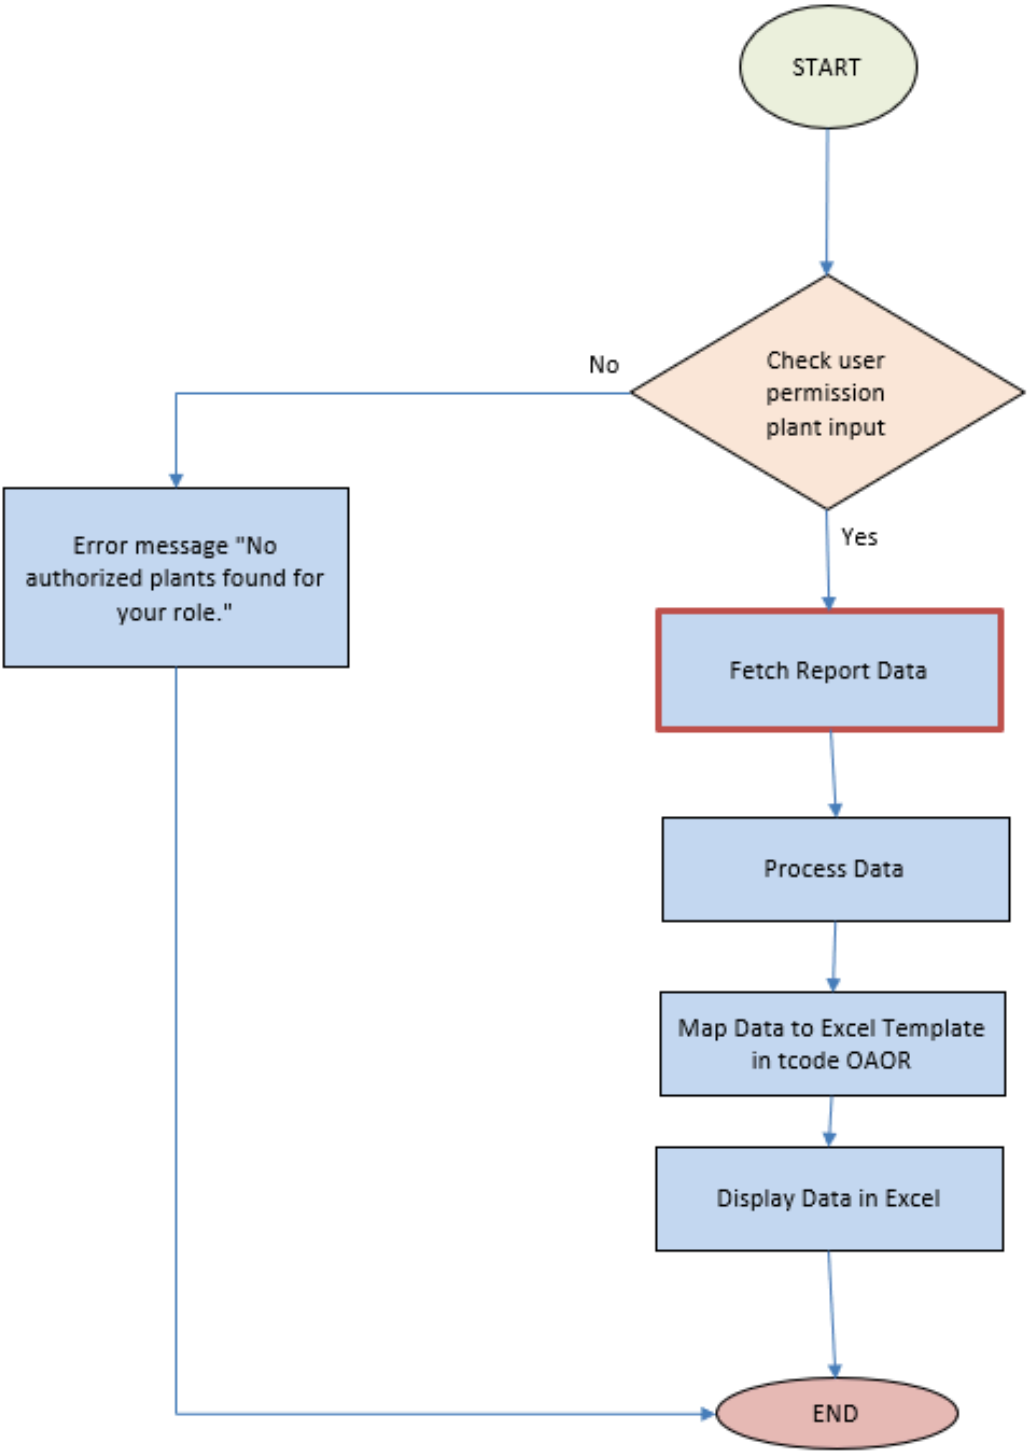 START
Check user
permission
plant input
No
Yes
Error message "No
authorized plants found for
your role."
Fetch Report Data
Process Data
Map Data to Excel Template
in tcode OAOR
Display Data in Excel
END